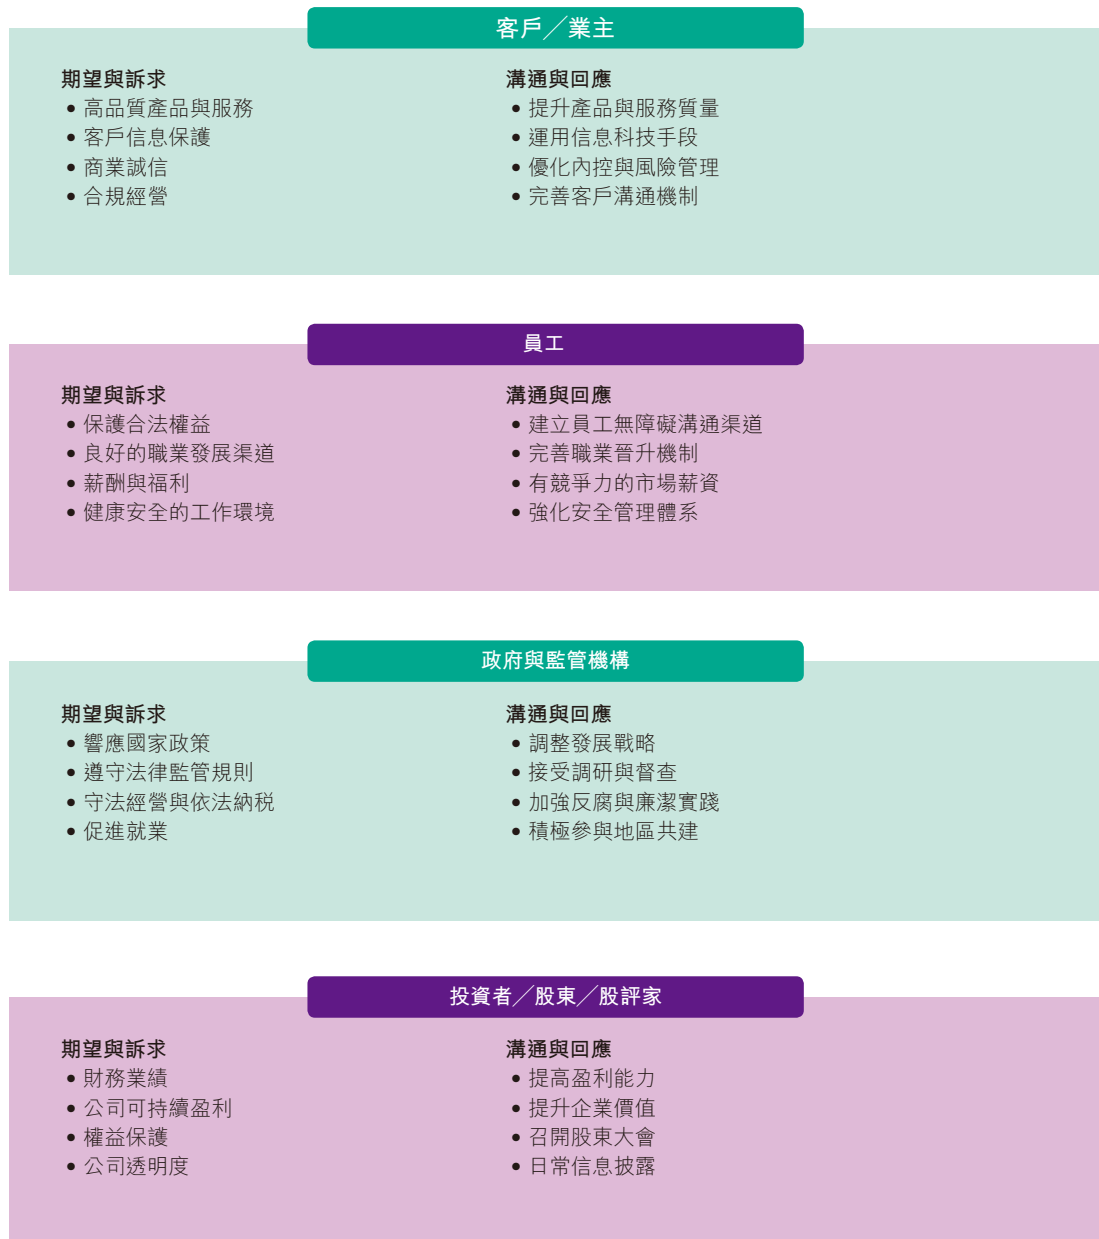 客戶╱業主
期望與訴求
• 高品質產品與服務
• 客戶信息保護
• 商業誠信
• 合規經營
溝通與回應
• 提升產品與服務質量
• 運用信息科技手段
• 優化內控與風險管理
• 完善客戶溝通機制
員工
期望與訴求
• 保護合法權益
• 良好的職業發展渠道
• 薪酬與福利
• 健康安全的工作環境
溝通與回應
• 建立員工無障礙溝通渠道
• 完善職業晉升機制
• 有競爭力的市場薪資
• 強化安全管理體系
政府與監管機構
期望與訴求
• 響應國家政策
• 遵守法律監管規則
• 守法經營與依法納税
• 促進就業
溝通與回應
• 調整發展戰略
• 接受調研與督查
• 加強反腐與廉潔實踐
• 積極參與地區共建
投資者╱股東╱股評家
期望與訴求
• 財務業績
• 公司可持續盈利
• 權益保護
• 公司透明度
溝通與回應
• 提高盈利能力
• 提升企業價值
• 召開股東大會
• 日常信息披露